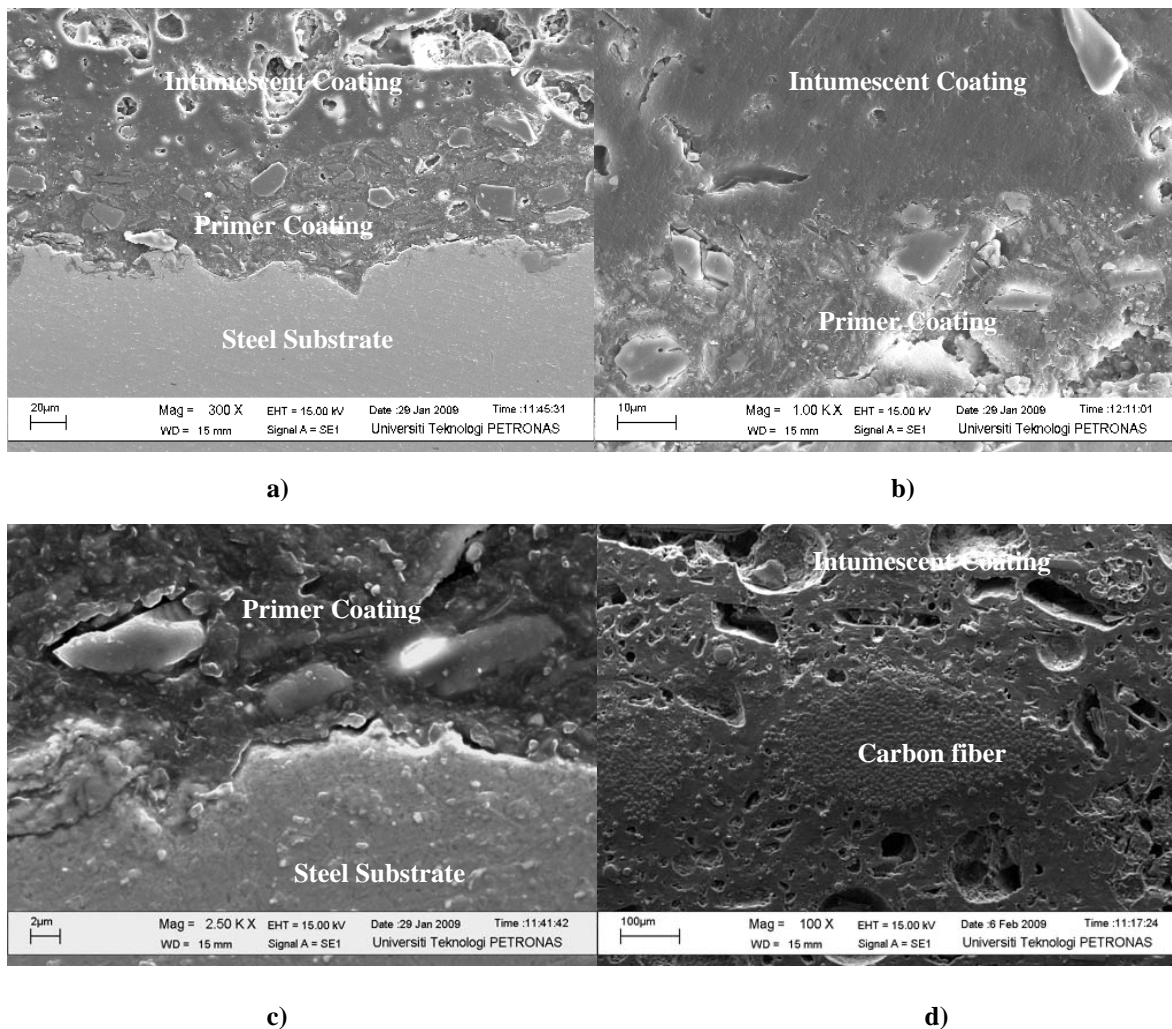 Intumescent Coating
Primer Coating
Steel Substrate
20µm
Mag = 300 X EHT = 15.00 kV Date :29 Jan 2009 Time :11:45:31
WD = 15 mm Signal A = SE1 Universiti Teknologi PETRONAS
a)
Intumescent Coating
Primer Coating
10µm
Mag = 1.00 K X EHT = 15.00 kV Date :29 Jan 2009 Time :12:11:01
WD = 15 mm Signal A = SE1 Universiti Teknologi PETRONAS
b)
Primer Coating
Steel Substrate
2µm
Mag = 2.50 K X EHT = 15.00 kV Date :29 Jan 2009 Time :11:41:42
WD = 15 mm Signal A = SE1 Universiti Teknologi PETRONAS
c)
Intumescent Coating
Carbon fiber
100µm
Mag = 100 X EHT = 15.00 kV Date :6 Feb 2009 Time :11:17:24
WD = 15 mm Signal A = SE1 Universiti Teknologi PETRONAS
d)